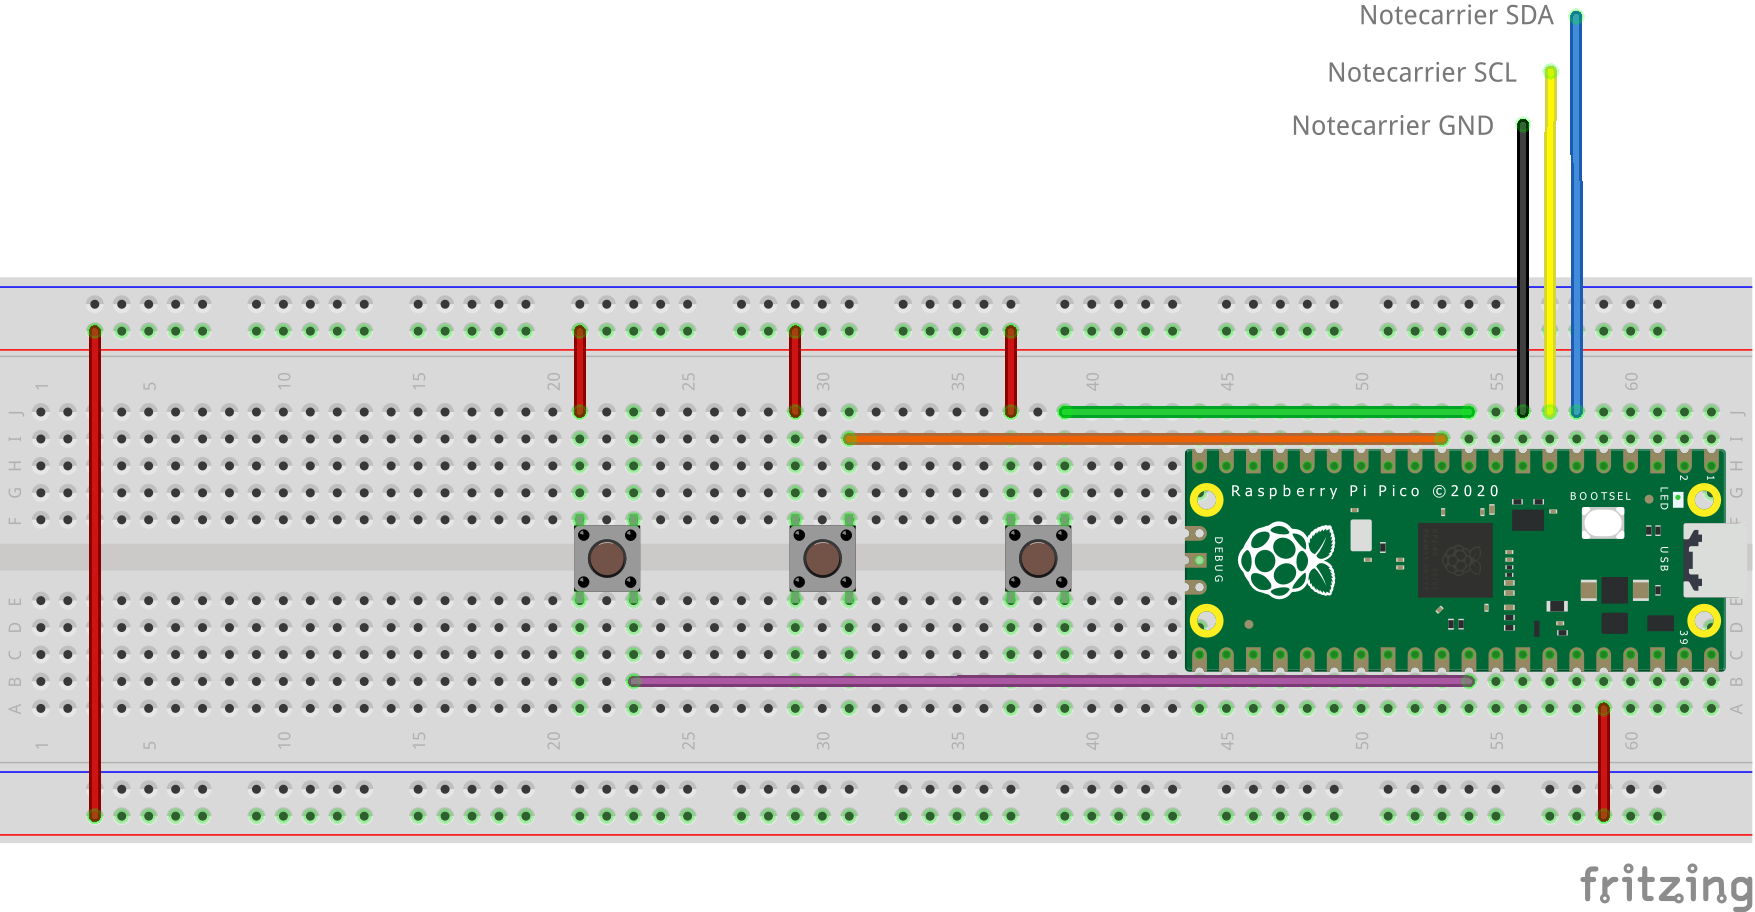 Notecarrier SDA
Notecarrier SCL
Notecarrier GND
1 5 10 15 20 25 30 35 40 45 50 55 60
J J
I I
H H
G G
F F
Raspberry Pi Pico ©2020
BOOTSEL
LED
2
1
DEBUG
USB
39
E E
D D
C C
B B
A A
1 5 10 15 20 25 30 35 40 45 50 55 60
fritzing